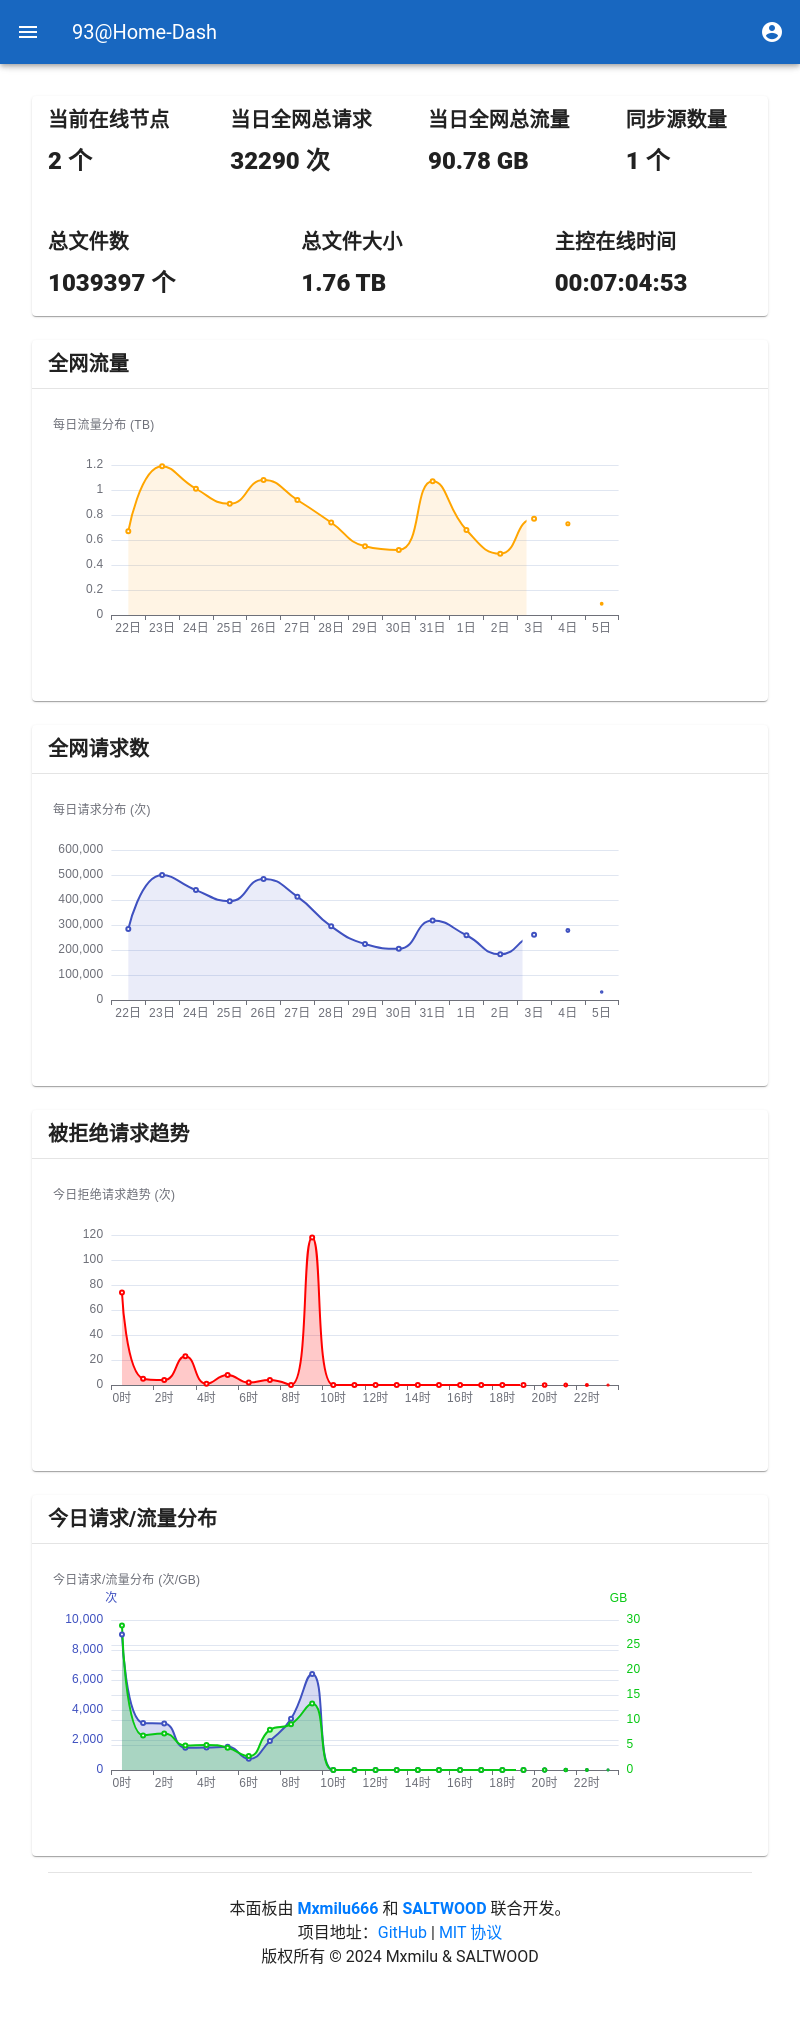 93@Home-Dash
当前在线节点 当日全网总请求 当日全网总流量 同步源数量
2 个 32290 次 90.78 GB 1 个
总文件数 总文件大小 主控在线时间
1039397 个 1.76 TB 00:07:04:53
全网流量
每日流量分布 (TB)
1.2
1
0.8
0.6
0.4
0.2
0
22日 23日 24日 25日 26日 27日 28日 29日 30日 31日 1日 2日 3日 4日 5日
全网请求数
每日请求分布 (次)
600,000
500,000
400,000
300,000
200,000
100,000
0
22日 23日 24日 25日 26日 27日 28日 29日 30日 31日 1日 2日 3日 4日 5日
被拒绝请求趋势
今日拒绝请求趋势 (次)
120
100
80
60
40
20
0
0时 2时 4时 6时 8时 10时 12时 14时 16时 18时 20时 22时
今日请求/流量分布
今日请求/流量分布 (次/GB)
次 GB
10,000 30
8,000 25
6,000 20
4,000 15
2,000 10
0 5
0
0时 2时 4时 6时 8时 10时 12时 14时 16时 18时 20时 22时
本面板由 Mxmilu666 和 SALTWOOD 联合开发。
项目地址：GitHub | MIT 协议
版权所有 © 2024 Mxmilu & SALTWOOD